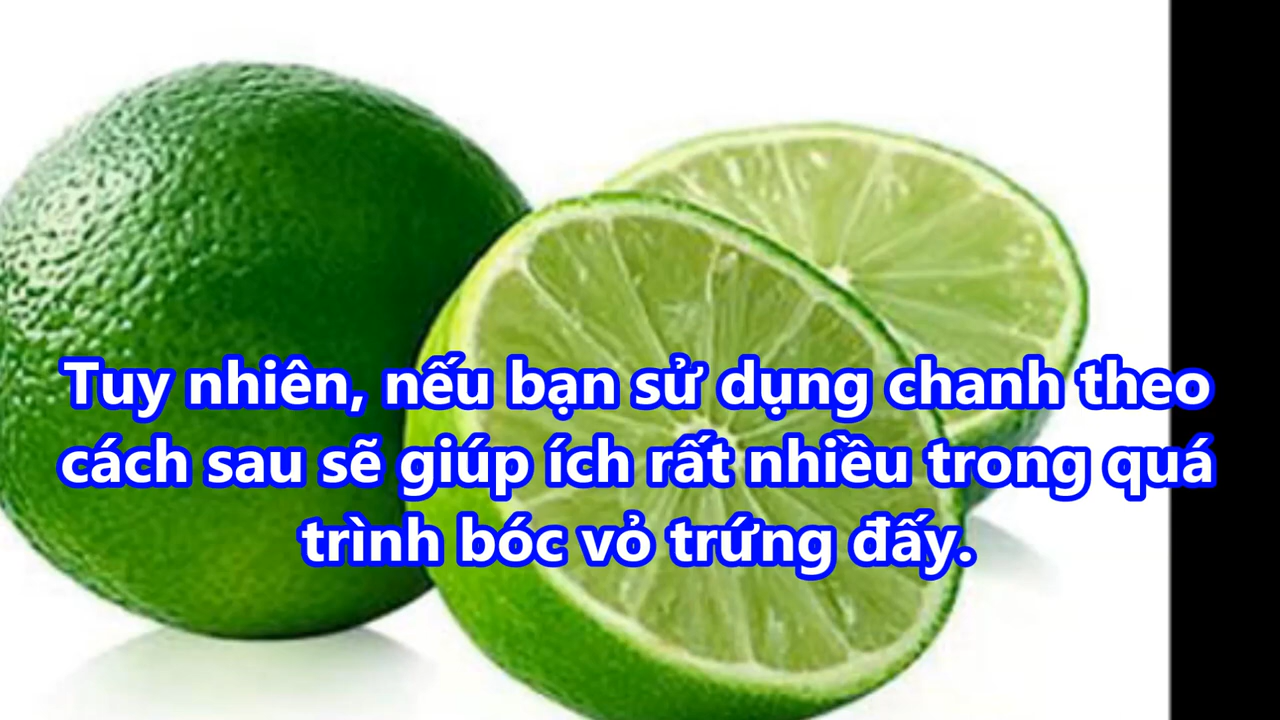 Tuy nhiên, nếu bạn sử dụng chanh theo
cách sau sẽ giúp ích rất nhiều trong quá
trình bóc vỏ trứng đấy.